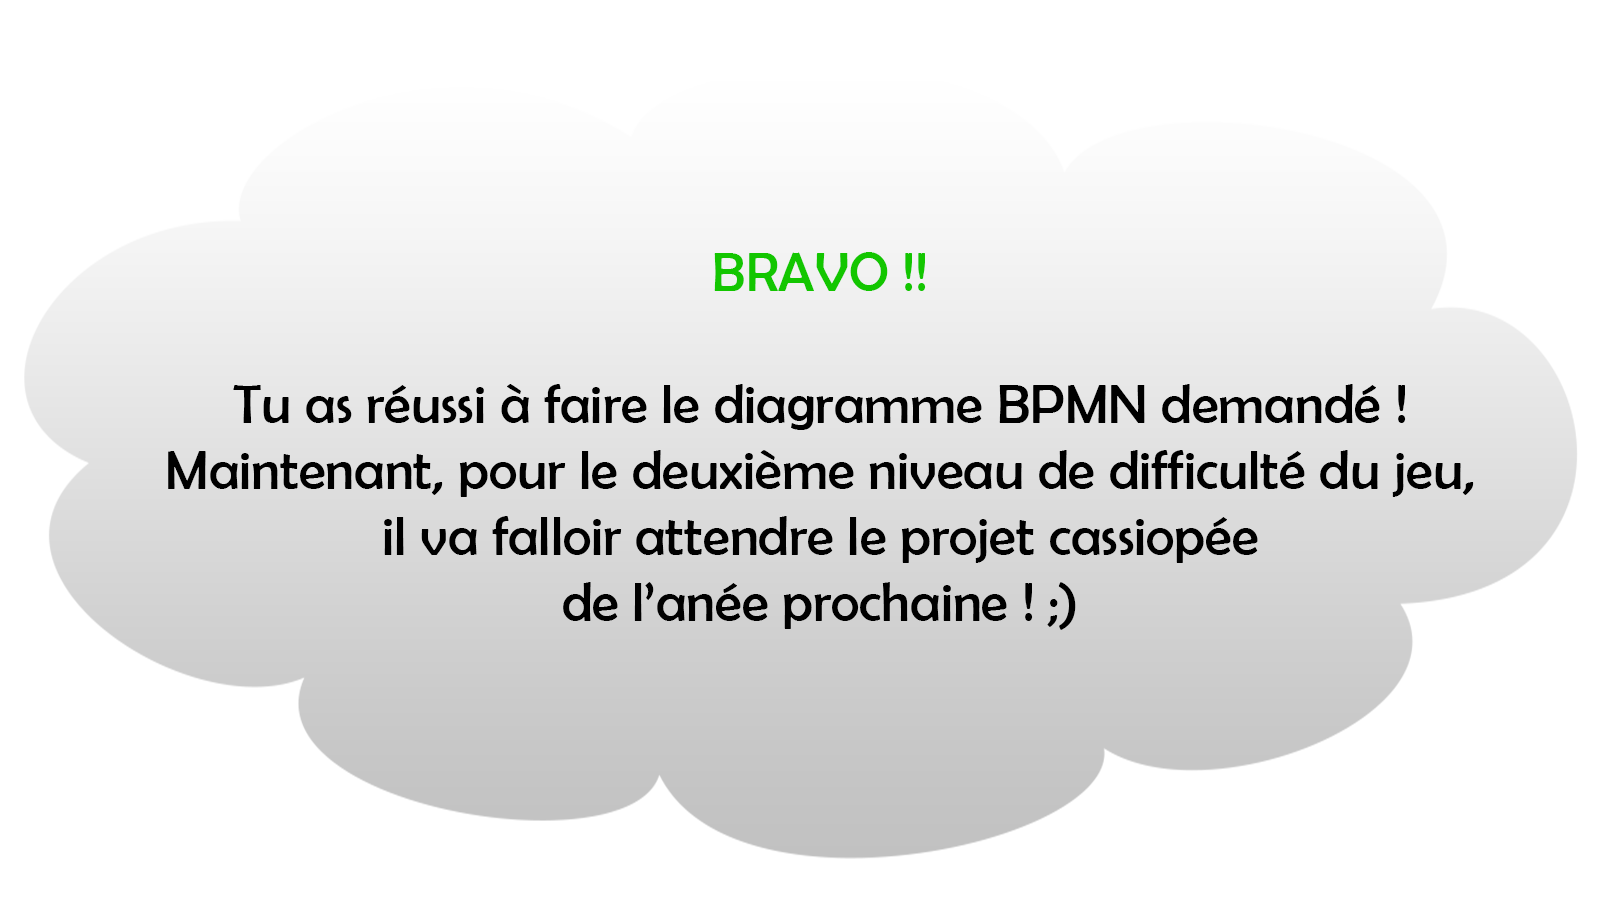 BRAVO !!
Tu as réussi à faire le diagramme BPMN demandé !
Maintenant, pour le deuxième niveau de difficulté du jeu,
il va falloir attendre le projet cassiopée
de l’anée prochaine ! ;)